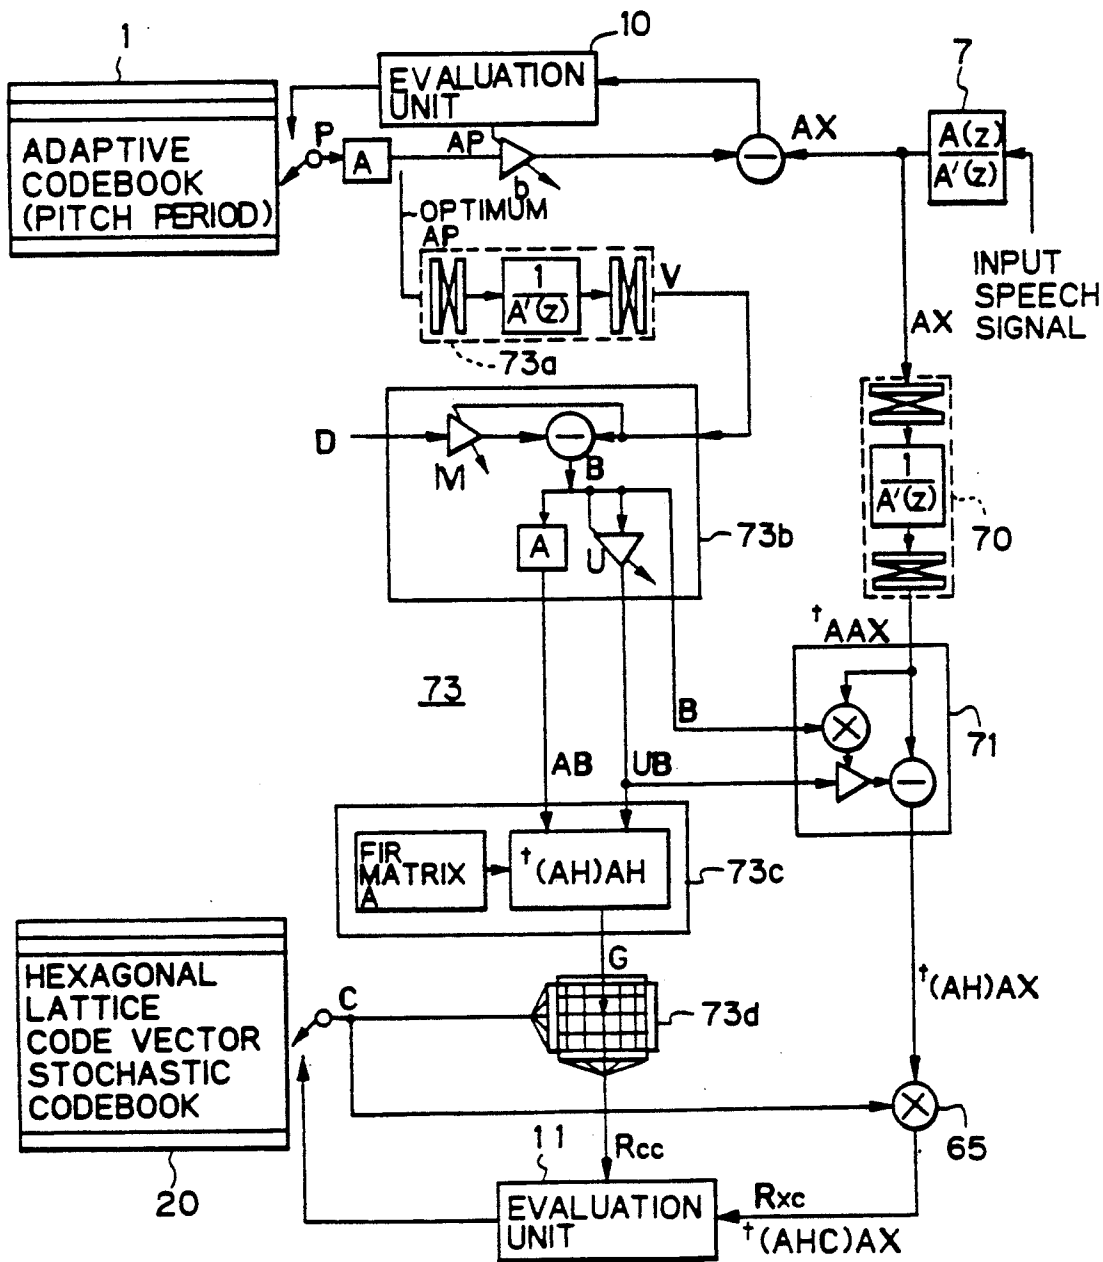 1
10
7
EVALUATION
UNIT
ADAPTIVE
CODEBOOK
(PITCH PERIOD)
P
A
AP
b
AX
A(z)
A'(z)
OPTIMUM
AP
1
A'(z)
V
73a
INPUT
SPEECH
SIGNAL
AX
D
M
B
A
U
73b
1
A'(z)
70
tAAX
73
B
71
AB
UB
FIR
MATRIX
A
t(AH)AH
73c
G
t(AH)AX
HEXAGONAL
LATTICE
CODE VECTOR
STOCHASTIC
CODEBOOK
C
73d
65
20
11
Rcc
EVALUATION
UNIT
Rxc
t(AHC)AX